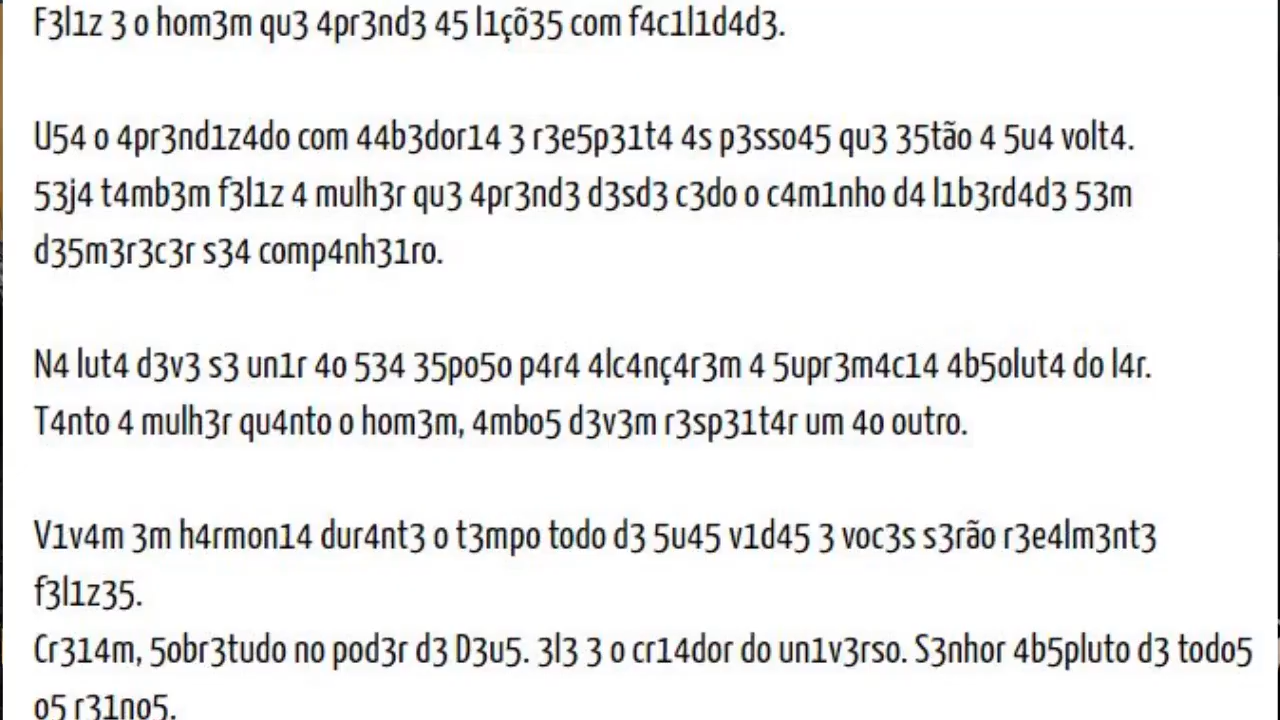 F3l1z 3 o hom3m qu3 4pr3nd3 45 l1çõ35 com f4c1l1d4d3.
U54 o 4pr3nd1z4do com 44b3dor14 3 r3e5p31t4 4s p3sso45 qu3 35tão 4 5u4 volt4.
53j4 t4mb3m f3l1z 4 mulh3r qu3 4pr3nd3 d3sd3 c3do o c4m1nho d4 l1b3rd4d3 53m
d35m3r3c3r s34 comp4nh31ro.
N4 lut4 d3v3 s3 un1r 4o 534 35po5o p4r4 4lc4nç4r3m 4 5upr3m4c14 4b5olut4 do l4r.
T4nto 4 mulh3r qu4nto o hom3m, 4mbo5 d3v3m r3sp31t4r um 4o outro.
V1v4m 3m h4rmon14 dur4nt3 o t3mpo todo d3 5u45 v1d45 3 voc3s s3rão r3e4lm3nt3
f3l1z35.
Cr314m, 5obr3tudo no pod3r d3 D3u5. 3l3 3 o cr14dor do un1v3rso. S3nhor 4b5pluto d3 todo5
o5 r31no5.